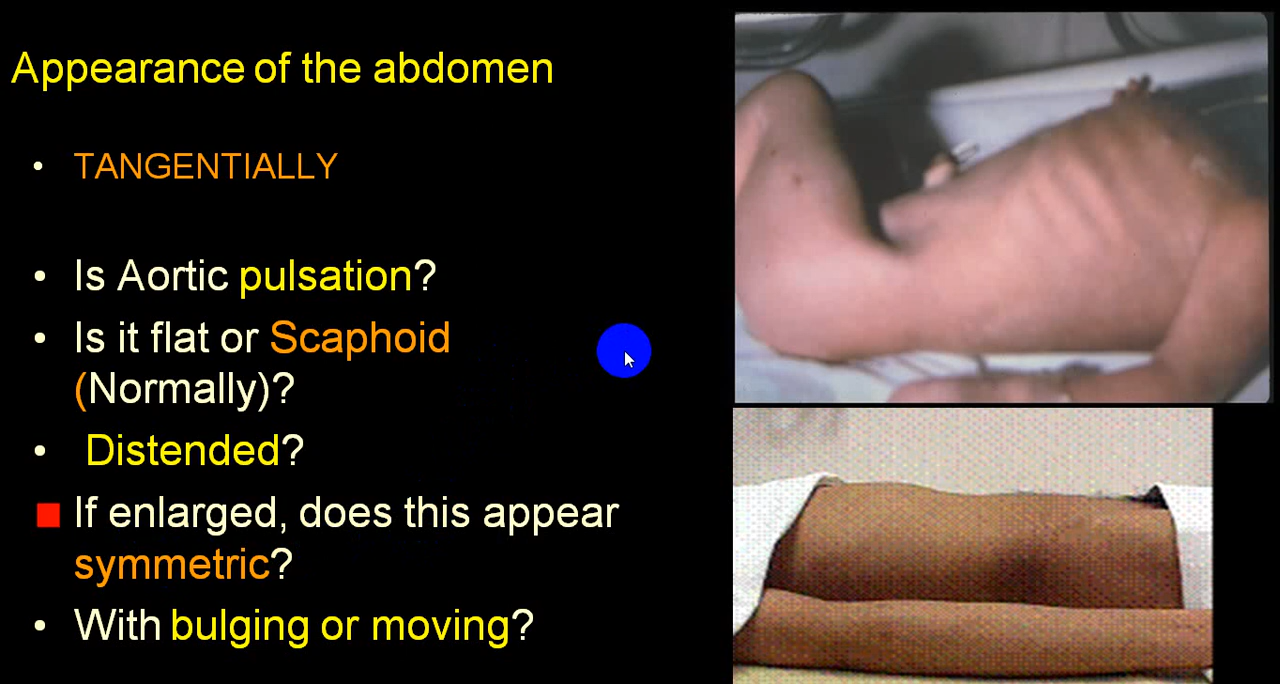 Appearance of the abdomen
• TANGENTIALLY
• Is Aortic pulsation?
• Is it flat or Scaphoid
(Normally)?
• Distended?
If enlarged, does this appear
symmetric?
• With bulging or moving?